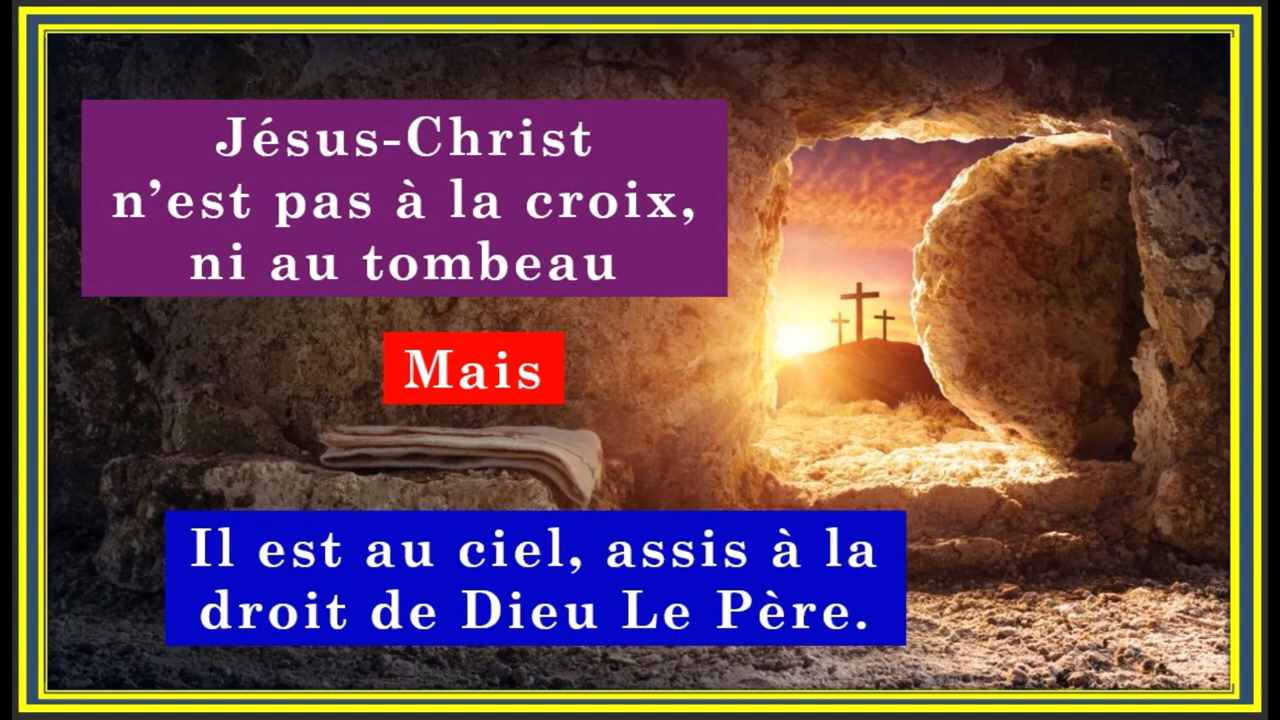 Jésus-Christ
n’est pas à la croix,
ni au tombeau
Mais
Il est au ciel, assis à la
droit de Dieu Le Père.